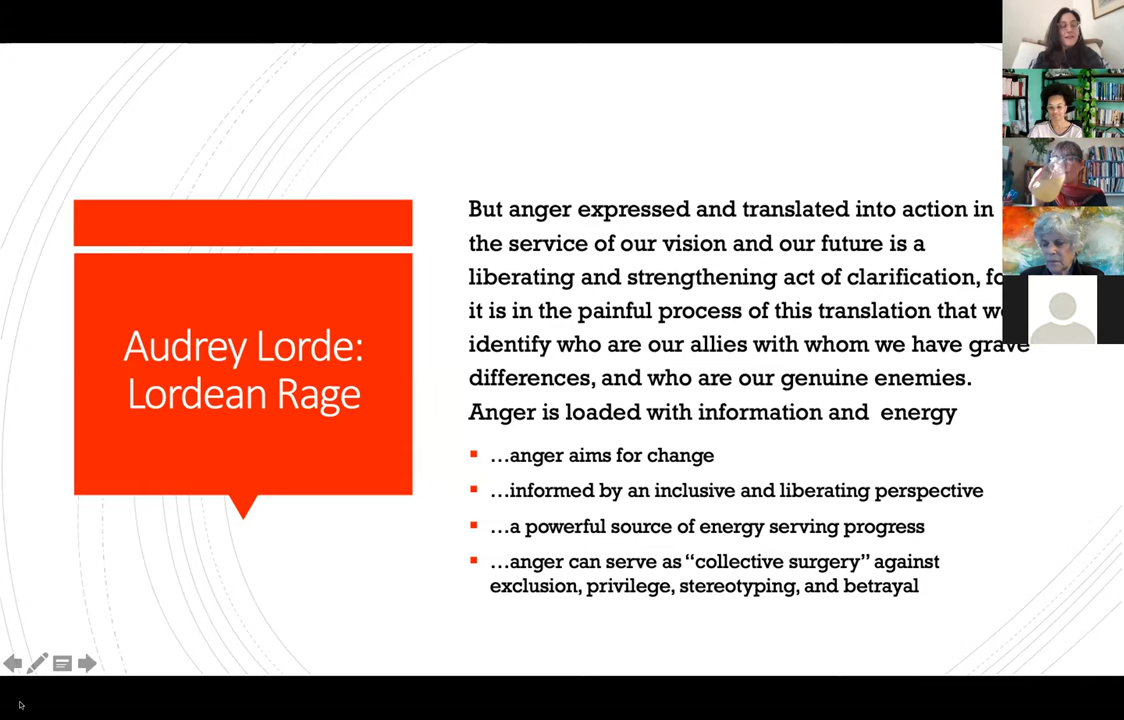 Audrey Lorde:
Lordean Rage
But anger expressed and translated into action in
the service of our vision and our future is a
liberating and strengthening act of clarification, fo
it is in the painful process of this translation that we
identify who are our allies with whom we have grave
differences, and who are our genuine enemies.
Anger is loaded with information and energy
▪ …anger aims for change
▪ …informed by an inclusive and liberating perspective
▪ …a powerful source of energy serving progress
▪ …anger can serve as “collective surgery” against
exclusion, privilege, stereotyping, and betrayal